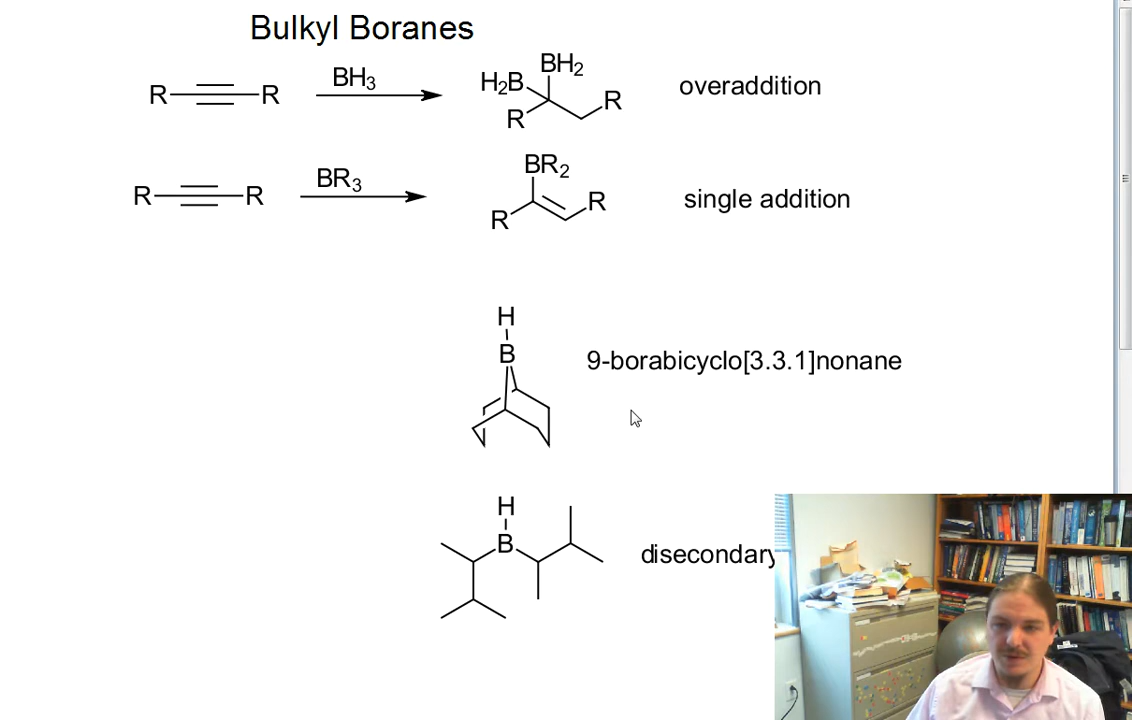 Bulkyl Boranes
R R BH3 H2B BH2 R R overaddition
R R BR3 BR2 R R single addition
H
B 9-borabicyclo[3.3.1]nonane
H
B disecondary